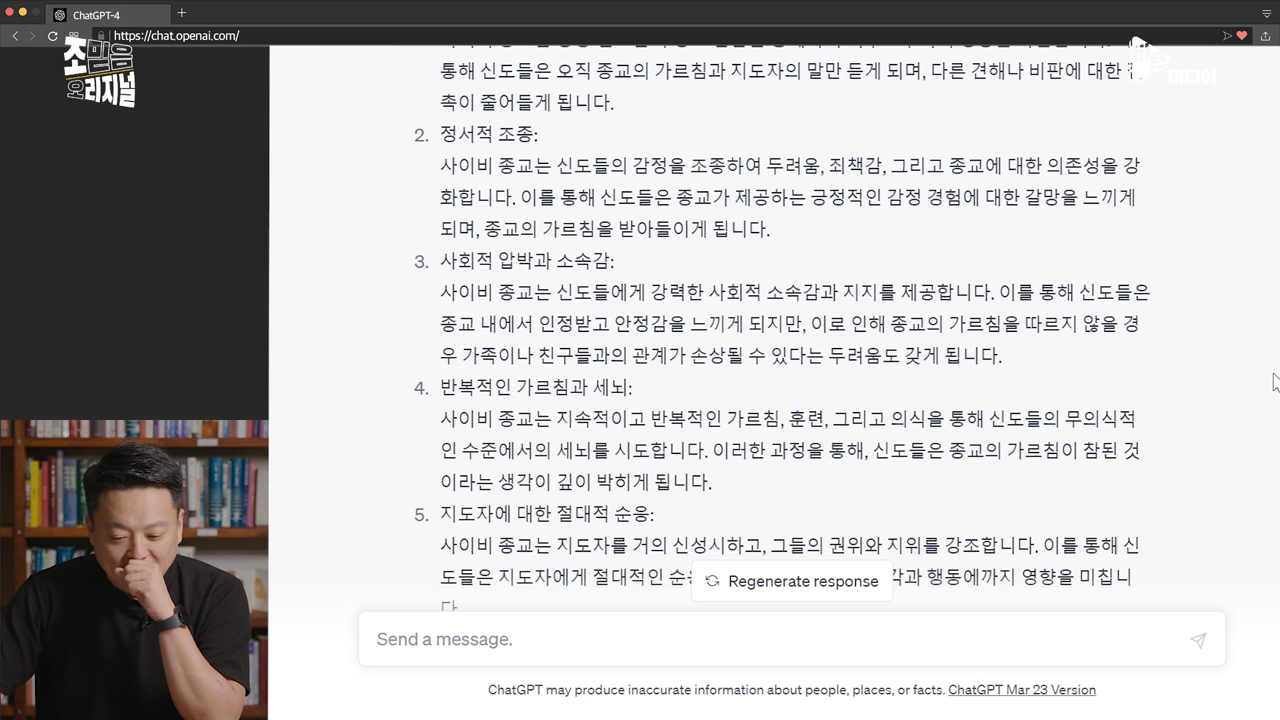 ChatGPT-4
https://chat.openai.com/
조믿음
오리지널
미디어
통해 신도들은 오직 종교의 가르침과 지도자의 말만 듣게 되며, 다른 견해나 비판에 대한
촉이 줄어들게 됩니다.
2. 정서적 조종:
사이비 종교는 신도들의 감정을 조종하여 두려움, 죄책감, 그리고 종교에 대한 의존성을 강
화합니다. 이를 통해 신도들은 종교가 제공하는 긍정적인 감정 경험에 대한 갈망을 느끼게
되며, 종교의 가르침을 받아들이게 됩니다.
3. 사회적 압박과 소속감:
사이비 종교는 신도들에게 강력한 사회적 소속감과 지지를 제공합니다. 이를 통해 신도들은
종교 내에서 인정받고 안정감을 느끼게 되지만, 이로 인해 종교의 가르침을 따르지 않을 경
우 가족이나 친구들과의 관계가 손상될 수 있다는 두려움도 갖게 됩니다.
4. 반복적인 가르침과 세뇌:
사이비 종교는 지속적이고 반복적인 가르침, 훈련, 그리고 의식을 통해 신도들의 무의식적
인 수준에서의 세뇌를 시도합니다. 이러한 과정을 통해, 신도들은 종교의 가르침이 참된 것
이라는 생각이 깊이 박히게 됩니다.
5. 지도자에 대한 절대적 순응:
사이비 종교는 지도자를 거의 신성시하고, 그들의 권위와 지위를 강조합니다. 이를 통해 신
도들은 지도자에게 절대적인 행동에까지 영향을 미칩니
다.
Regenerate response
Send a message.
ChatGPT may produce inaccurate information about people, places, or facts. ChatGPT Mar 23 Version